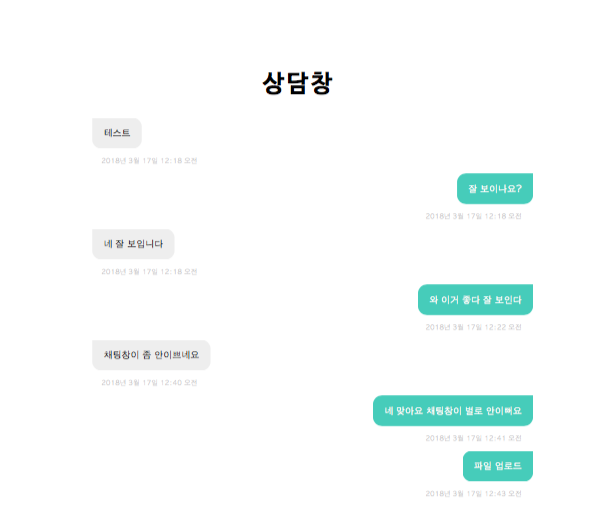 상담창
테스트
2018년 3월 17일 12:18 오전
잘 보이나요?
2018년 3월 17일 12:18 오전
네 잘 보입니다
2018년 3월 17일 12:18 오전
와 이거 좋다 잘 보인다
2018년 3월 17일 12:22 오전
채팅창이 좀 안이쁘네요
2018년 3월 17일 12:40 오전
네 맞아요 채팅창이 별로 안이뻐요
2018년 3월 17일 12:41 오전
파일 업로드
2018년 3월 17일 12:43 오전